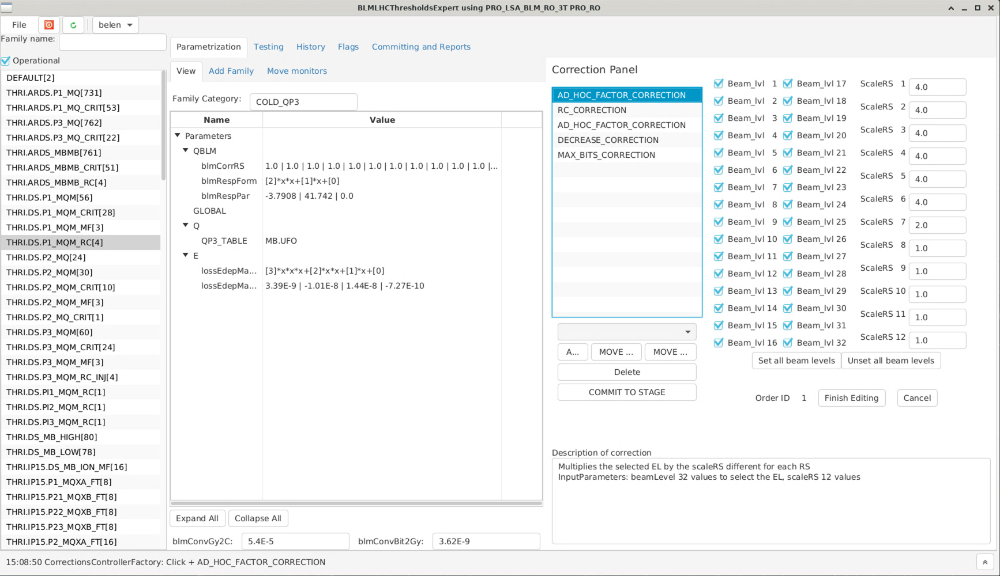 BLMLHCThresholdsExpert using PRO_LSA_BLM_RO_3T PRO_RO
File
belen
Family name:
Operational
DEFAULT[2]
THRI.ARDS.P1_MQ[731]
THRI.ARDS.P1_MQ_CRIT[53]
THRI.ARDS.P3_MQ[762]
THRI.ARDS.P3_MQ_CRIT[22]
THRI.ARDS_MBMB[761]
THRI.ARDS_MBMB_CRIT[51]
THRI.ARDS_MBMB_RC[4]
THRI.DS.P1_MQM[56]
THRI.DS.P1_MQM_CRIT[28]
THRI.DS.P1_MQM_MF[3]
THRI.DS.P1_MQM_RC[4]
THRI.DS.P2_MQ[24]
THRI.DS.P2_MQM[30]
THRI.DS.P2_MQM_CRIT[10]
THRI.DS.P2_MQM_MF[3]
THRI.DS.P2_MQ_CRIT[1]
THRI.DS.P3_MQM[60]
THRI.DS.P3_MQM_CRIT[24]
THRI.DS.P3_MQM_MF[3]
THRI.DS.P3_MQM_RC_INJ[4]
THRI.DS.PI1_MQM_RC[1]
THRI.DS.PI2_MQM_RC[1]
THRI.DS.PI3_MQM_RC[1]
THRI.DS_MB_HIGH[80]
THRI.DS_MB_LOW[78]
THRI.IP15.DS_MB_ION_MF[16]
THRI.IP15.P1_MQXA_FT[8]
THRI.IP15.P21_MQXB_FT[8]
THRI.IP15.P22_MQXB_FT[8]
THRI.IP15.P23_MQXB_FT[8]
THRI.IP15.P2_MQXA_FT[16]
Parametrization Testing History Flags Committing and Reports
View Add Family Move monitors
Family Category: COLD_QP3
Name Value
Parameters
QBLM
blmCorrRS 1.0 | 1.0 | 1.0 | 1.0 | 1.0 | 1.0 | 1.0 | 1.0 | 1.0 | 1.0 | 1.0 |...
blmRespForm [2]*x*x+[1]*x+[0]
blmRespPar -3.7908 | 41.742 | 0.0
GLOBAL
Q
QP3_TABLE MB.UFO
E
lossEdepMa... [3]*x*x*x+[2]*x*x+[1]*x+[0]
lossEdepMa... 3.39E-9 | -1.01E-8 | 1.44E-8 | -7.27E-10
Expand All Collapse All
blmConvGy2C: 5.4E-5 blmConvBit2Gy: 3.62E-9
Correction Panel
AD_HOC_FACTOR_CORRECTION
RC_CORRECTION
AD_HOC_FACTOR_CORRECTION
DECREASE_CORRECTION
MAX_BITS_CORRECTION
A... MOVE ... MOVE ...
Delete
COMMIT TO STAGE
Beam_lvl 1 Beam_lvl 17
Beam_lvl 2 Beam_lvl 18
Beam_lvl 3 Beam_lvl 19
Beam_lvl 4 Beam_lvl 20
Beam_lvl 5 Beam_lvl 21
Beam_lvl 6 Beam_lvl 22
Beam_lvl 7 Beam_lvl 23
Beam_lvl 8 Beam_lvl 24
Beam_lvl 9 Beam_lvl 25
Beam_lvl 10 Beam_lvl 26
Beam_lvl 11 Beam_lvl 27
Beam_lvl 12 Beam_lvl 28
Beam_lvl 13 Beam_lvl 29
Beam_lvl 14 Beam_lvl 30
Beam_lvl 15 Beam_lvl 31
Beam_lvl 16 Beam_lvl 32
ScaleRS 1 4.0
ScaleRS 2 4.0
ScaleRS 3 4.0
ScaleRS 4 4.0
ScaleRS 5 4.0
ScaleRS 6 4.0
ScaleRS 7 2.0
ScaleRS 8 1.0
ScaleRS 9 1.0
ScaleRS 10 1.0
ScaleRS 11 1.0
ScaleRS 12 1.0
Set all beam levels Unset all beam levels
Order ID 1 Finish Editing Cancel
Description of correction
Multiplies the selected EL by the scaleRS different for each RS
InputParameters: beamLevel 32 values to select the EL, scaleRS 12 values
15:08:50 CorrectionsControllerFactory: Click + AD_HOC_FACTOR_CORRECTION